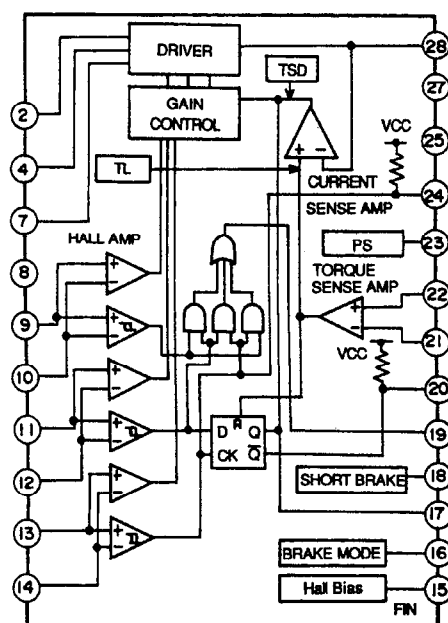 DRIVER
TSD
28
2
27
GAIN
CONTROL
+ −
VCC
25
4
TL
CURRENT
SENSE AMP
24
7
HALL AMP
PS
23
8
+
−
TORQUE
SENSE AMP
22
9
+
−
+
−
21
10
VCC
20
11
+
−
+
−
D A Q
CK Q
19
12
SHORT BRAKE
18
+
−
17
13
+
−
BRAKE MODE
16
14
Hall Bias
15
FIN